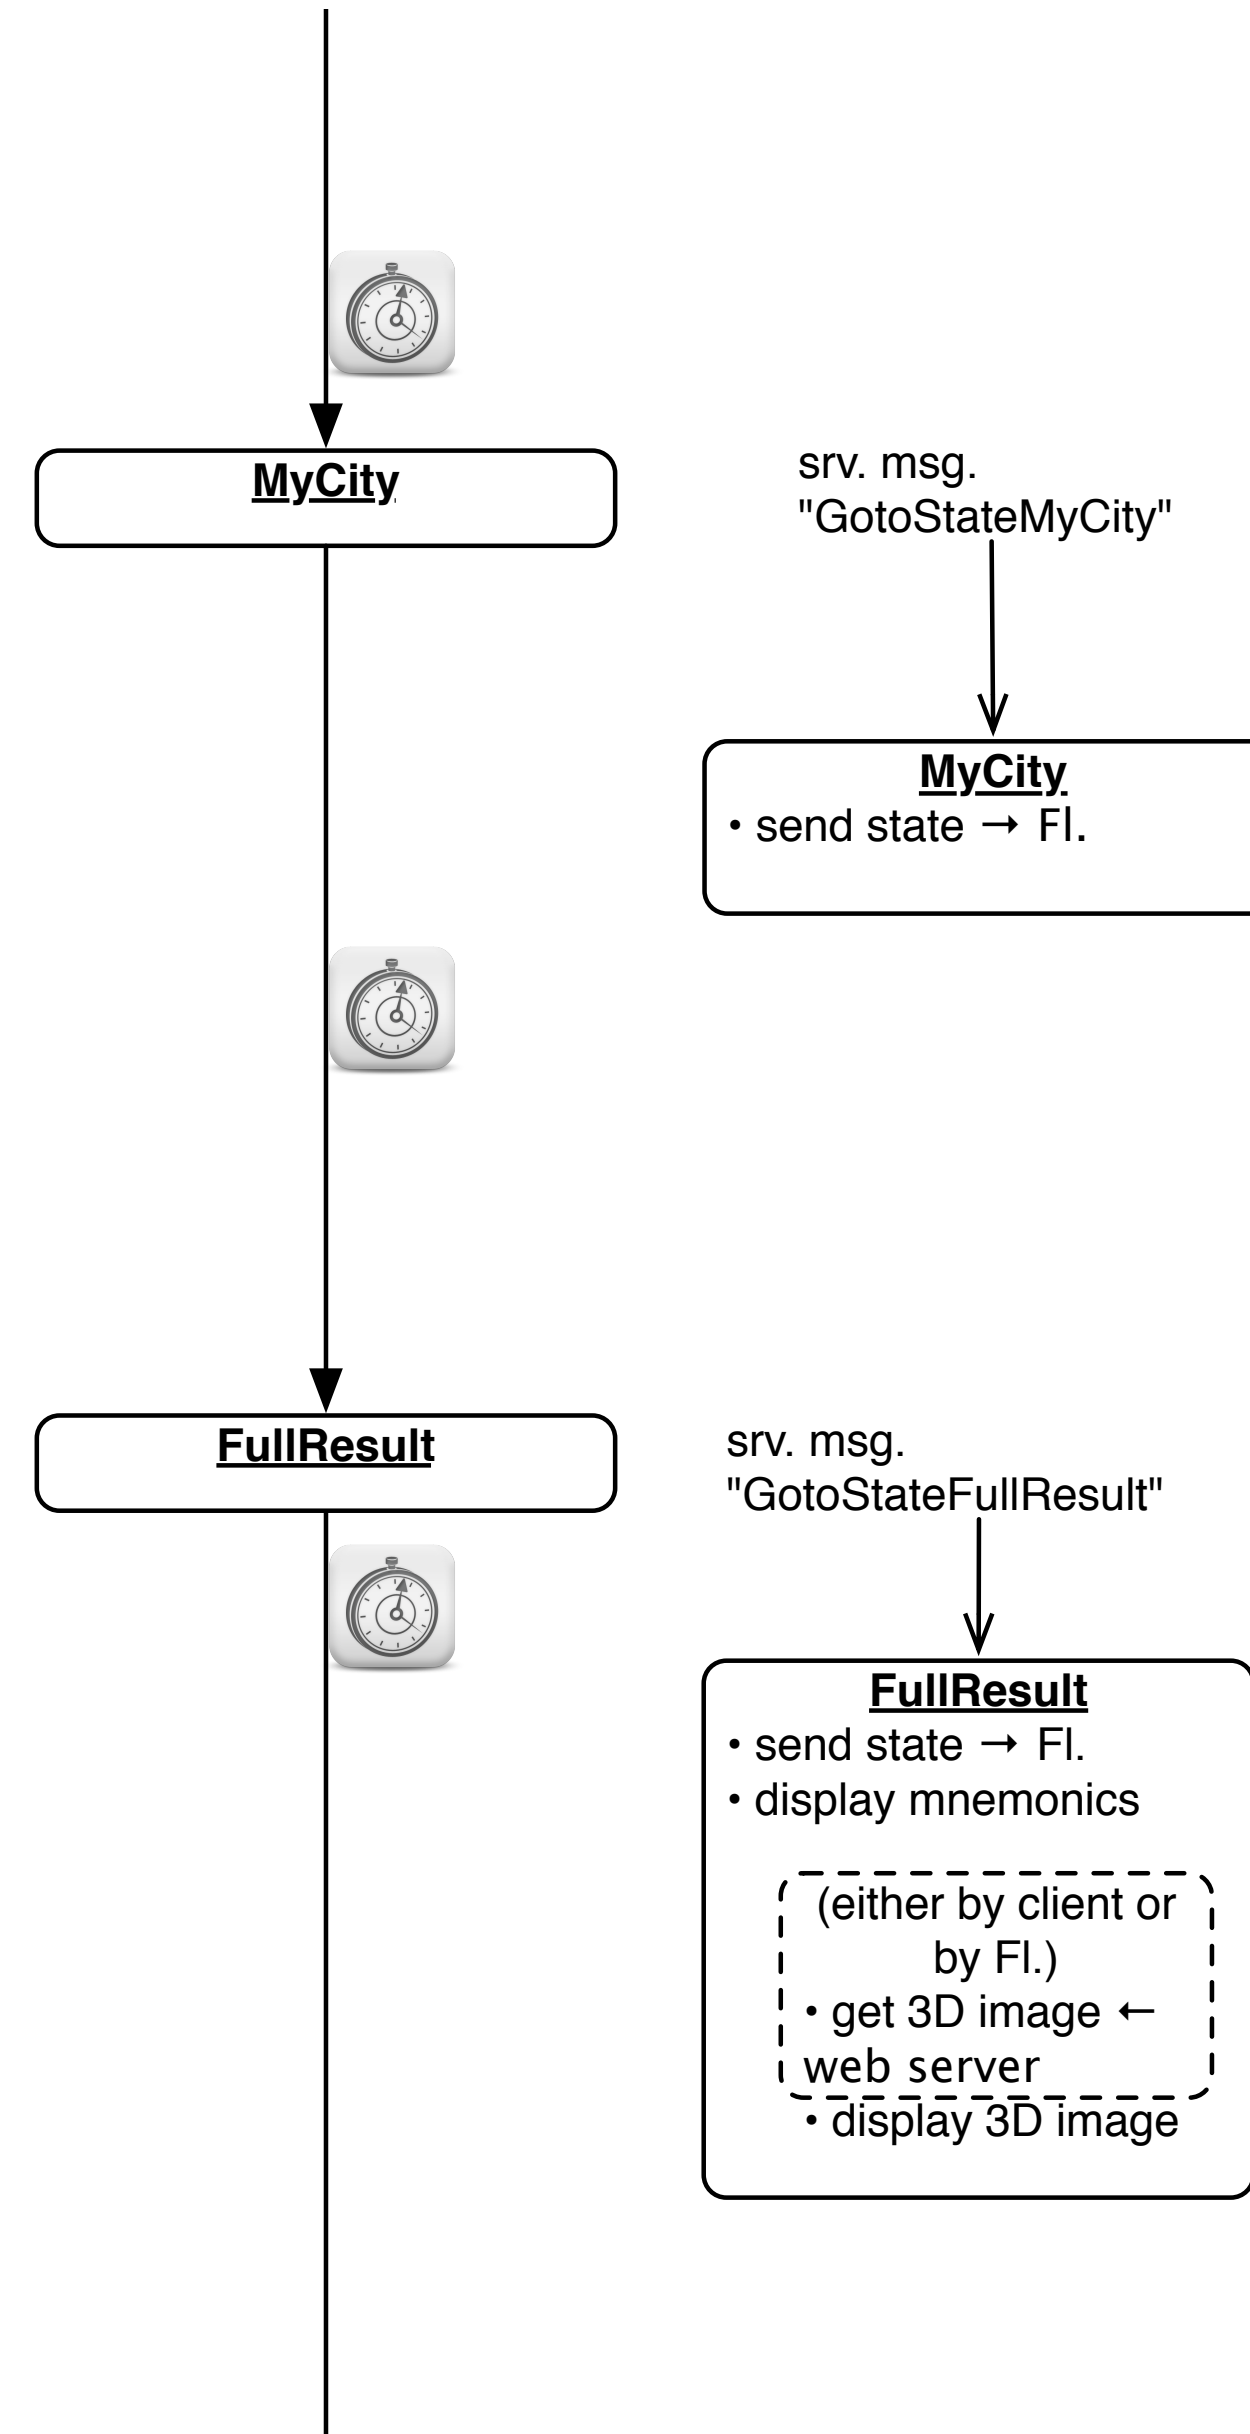 MyCity
srv. msg.
"GotoStateMyCity"
MyCity
• send state → Fl.
FullResult
srv. msg.
"GotoStateFullResult"
FullResult
• send state → Fl.
• display mnemonics
(either by client or
by Fl.)
• get 3D image ←
web server
• display 3D image